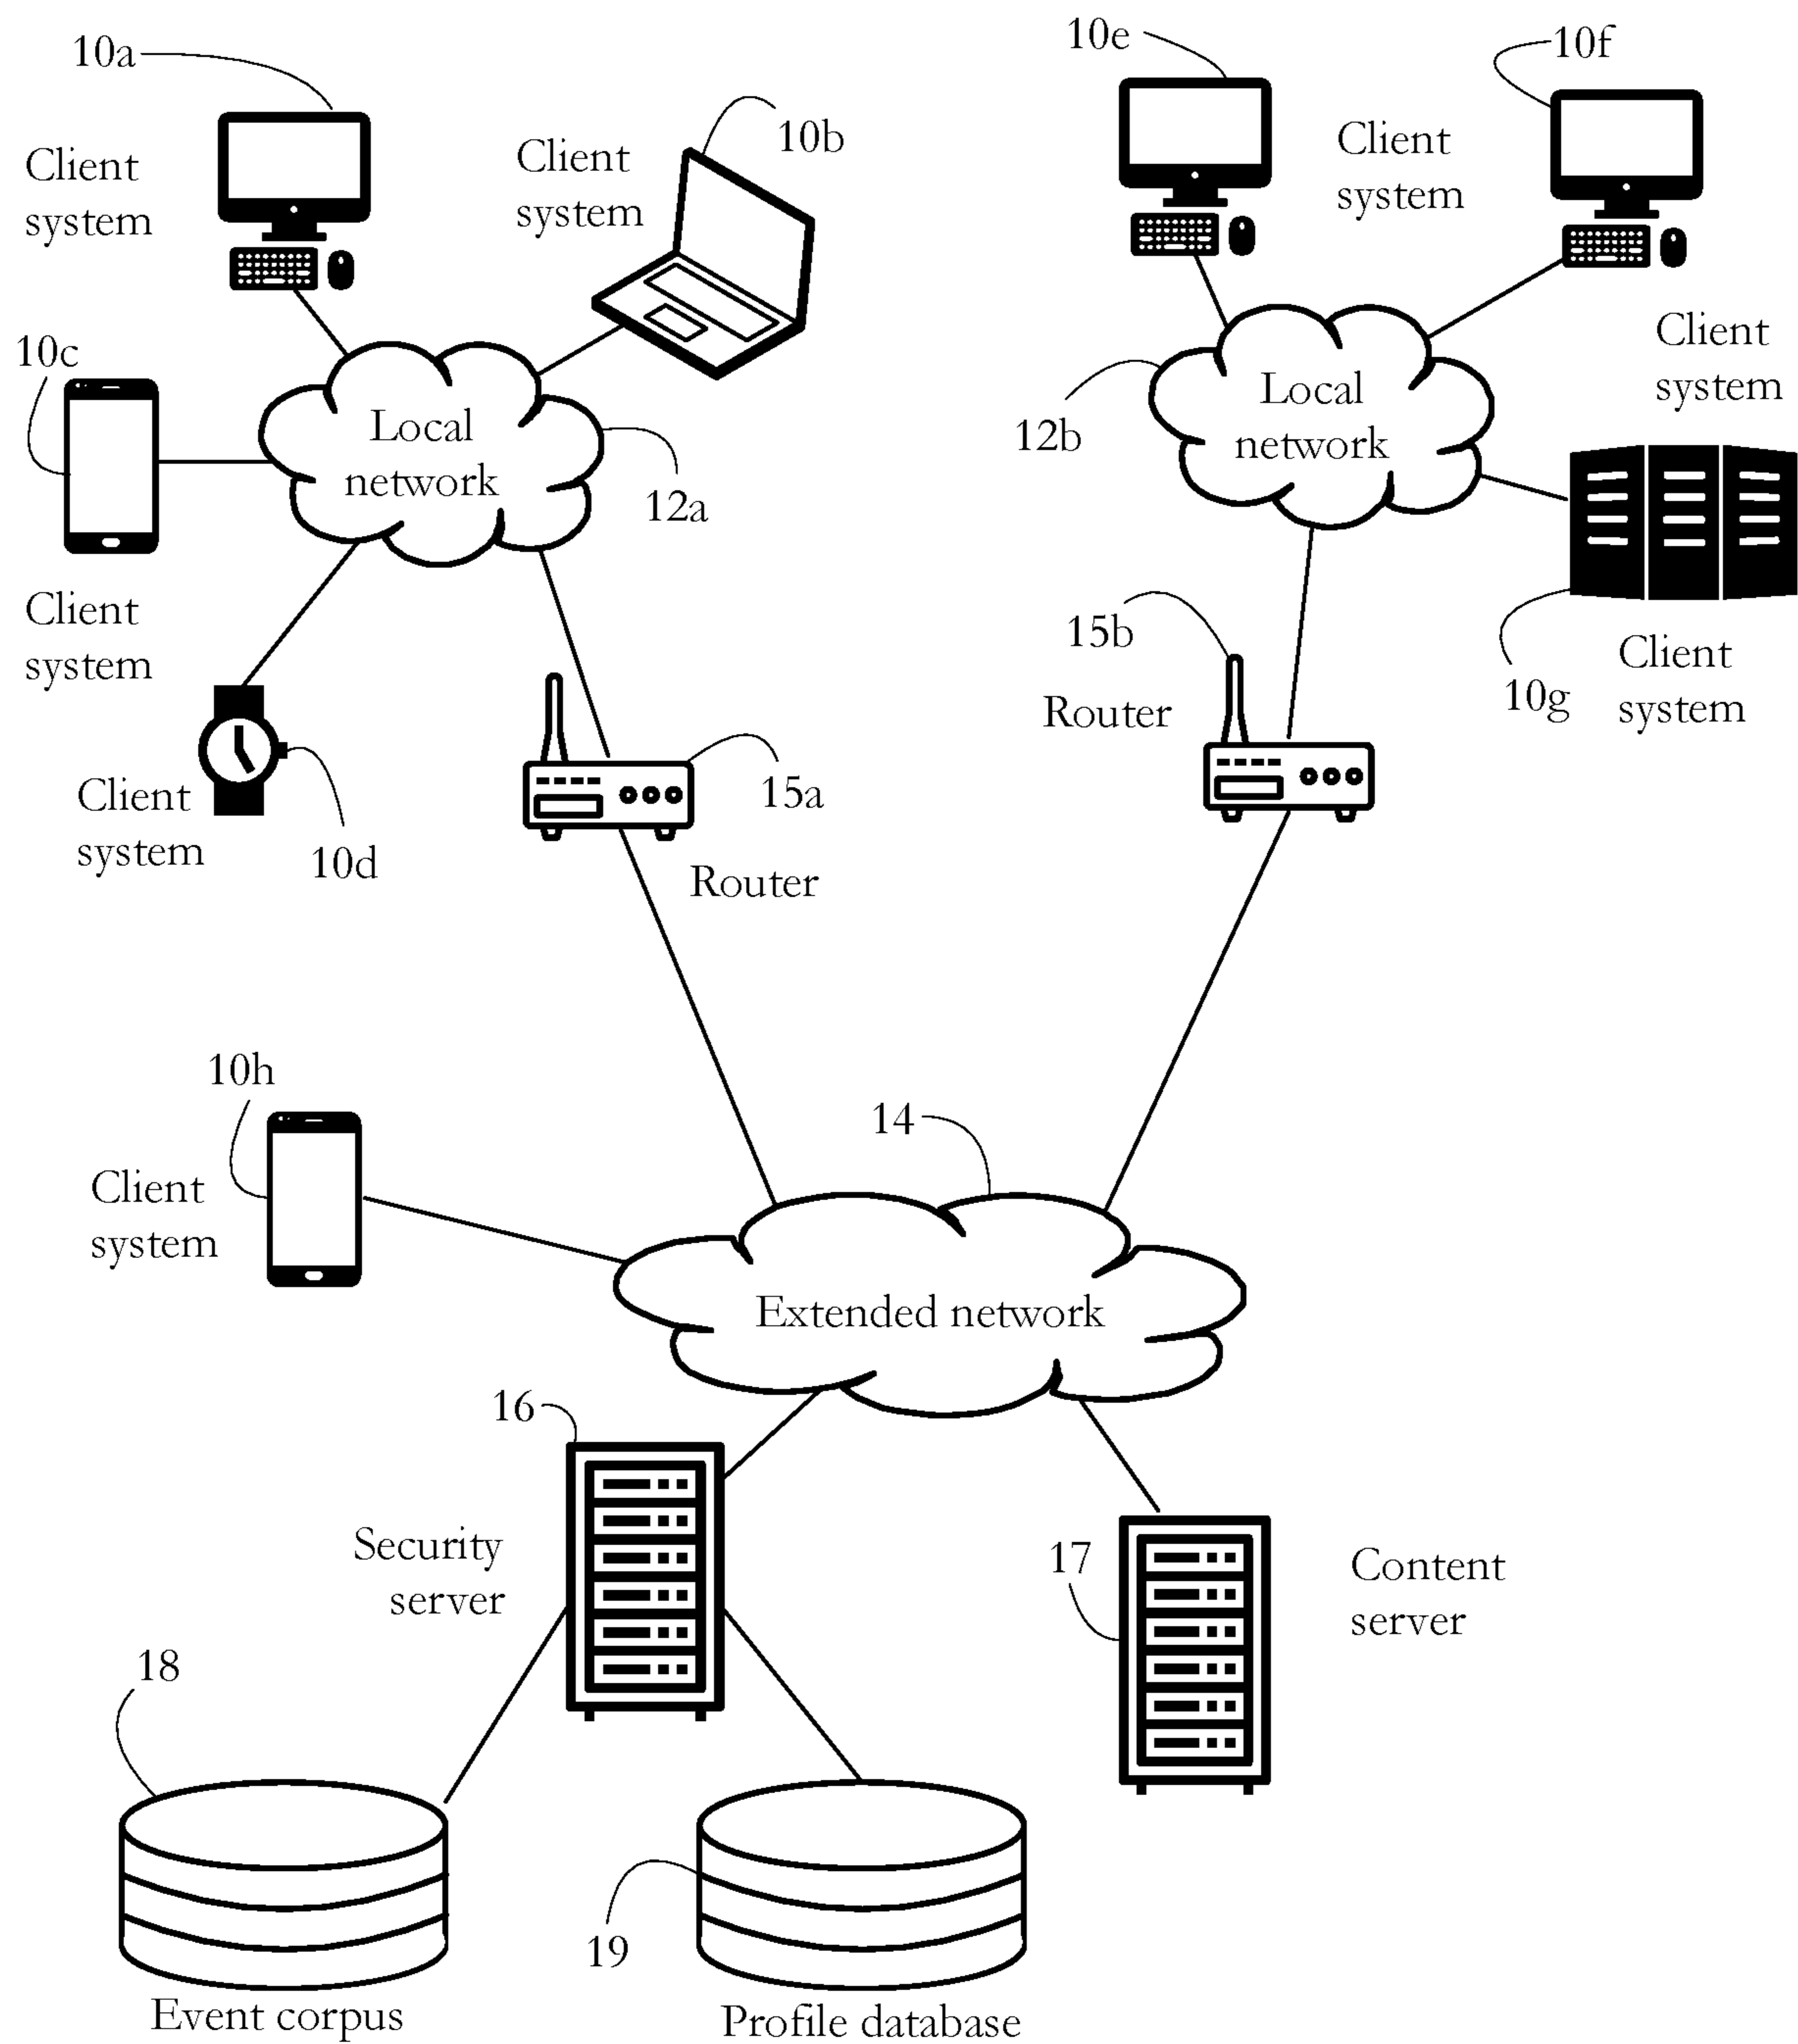 10a
Client
system
Client
system
10b
10e
Client
system
10f
10c
Local
network
12a
Client
system
Client
system
10d
15a
Router
12b
Local
network
Client
system
15b
Router
10g
Client
system
10h
Client
system
14
Extended network
16
Security
server
17
Content
server
18
Event corpus
19
Profile database